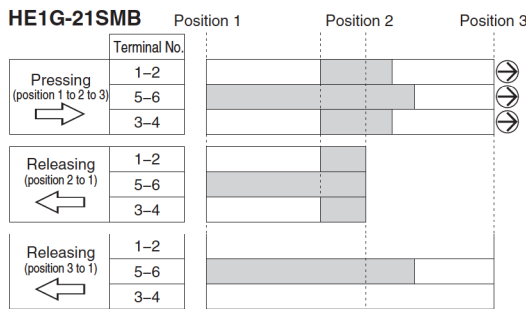 HE1G-21SMB
Position 1 Position 2 Position 3
Terminal No.
Pressing
(position 1 to 2 to 3)
1–2
5–6
3–4
Releasing
(position 2 to 1)
1–2
5–6
3–4
Releasing
(position 3 to 1)
1–2
5–6
3–4